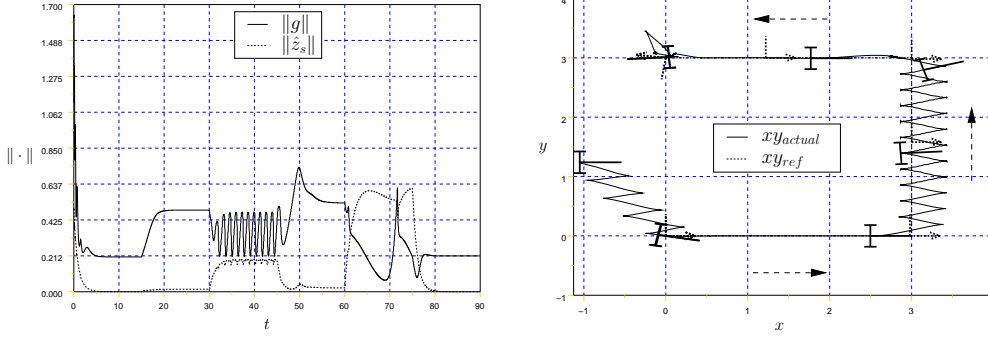 1.700
1.488
1.275
1.062
0.850
0.637
0.425
0.212
0.000
‖ · ‖
‖g‖
‖ẑₛ‖
0 10 20 30 40 50 60 70 80 90
t
4
3
2
1
0
−1
y
xy_actual
xy_ref
−1 0 1 2 3
x